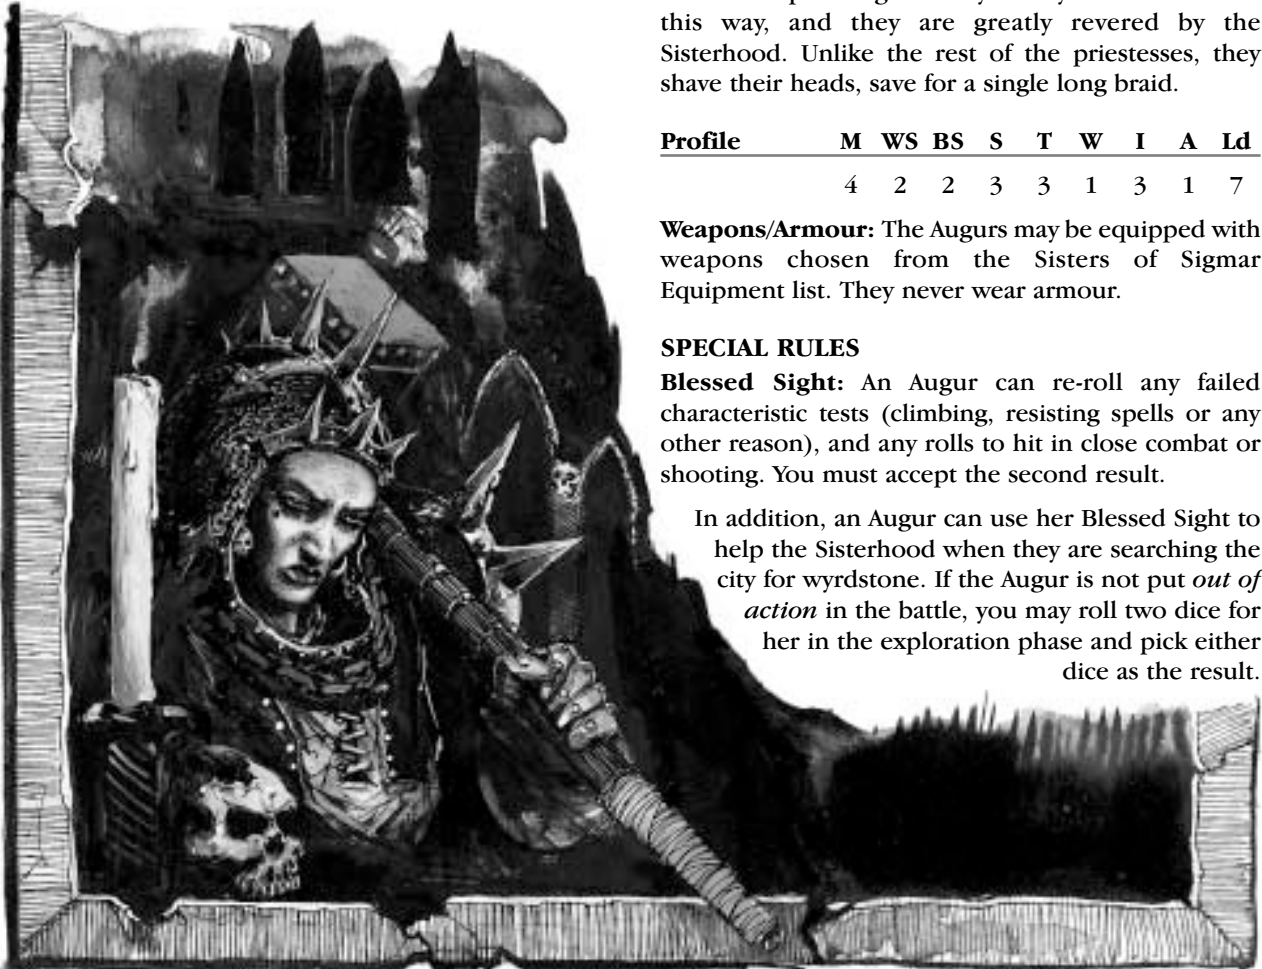 this way, and they are greatly revered by the
Sisterhood. Unlike the rest of the priestesses, they
shave their heads, save for a single long braid.
Profile M WS BS S T W I A Ld
4 2 2 3 3 1 3 1 7
Weapons/Armour: The Augurs may be equipped with
weapons chosen from the Sisters of Sigmar
Equipment list. They never wear armour.
SPECIAL RULES
Blessed Sight: An Augur can re-roll any failed
characteristic tests (climbing, resisting spells or any
other reason), and any rolls to hit in close combat or
shooting. You must accept the second result.
In addition, an Augur can use her Blessed Sight to
help the Sisterhood when they are searching the
city for wyrdstone. If the Augur is not put out of
action in the battle, you may roll two dice for
her in the exploration phase and pick either
dice as the result.